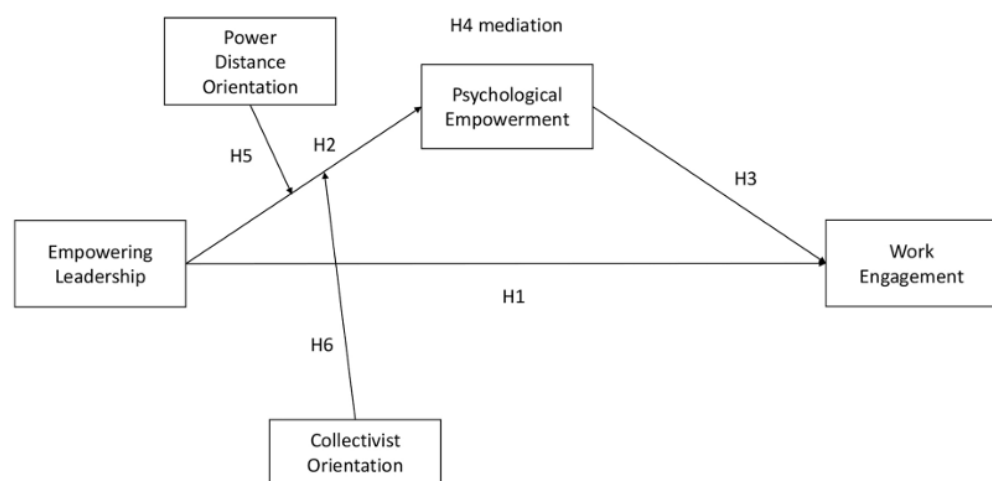 Power
Distance
Orientation
H4 mediation
Psychological
Empowerment
H2
H5
H3
Empowering
Leadership
Work
Engagement
H1
H6
Collectivist
Orientation